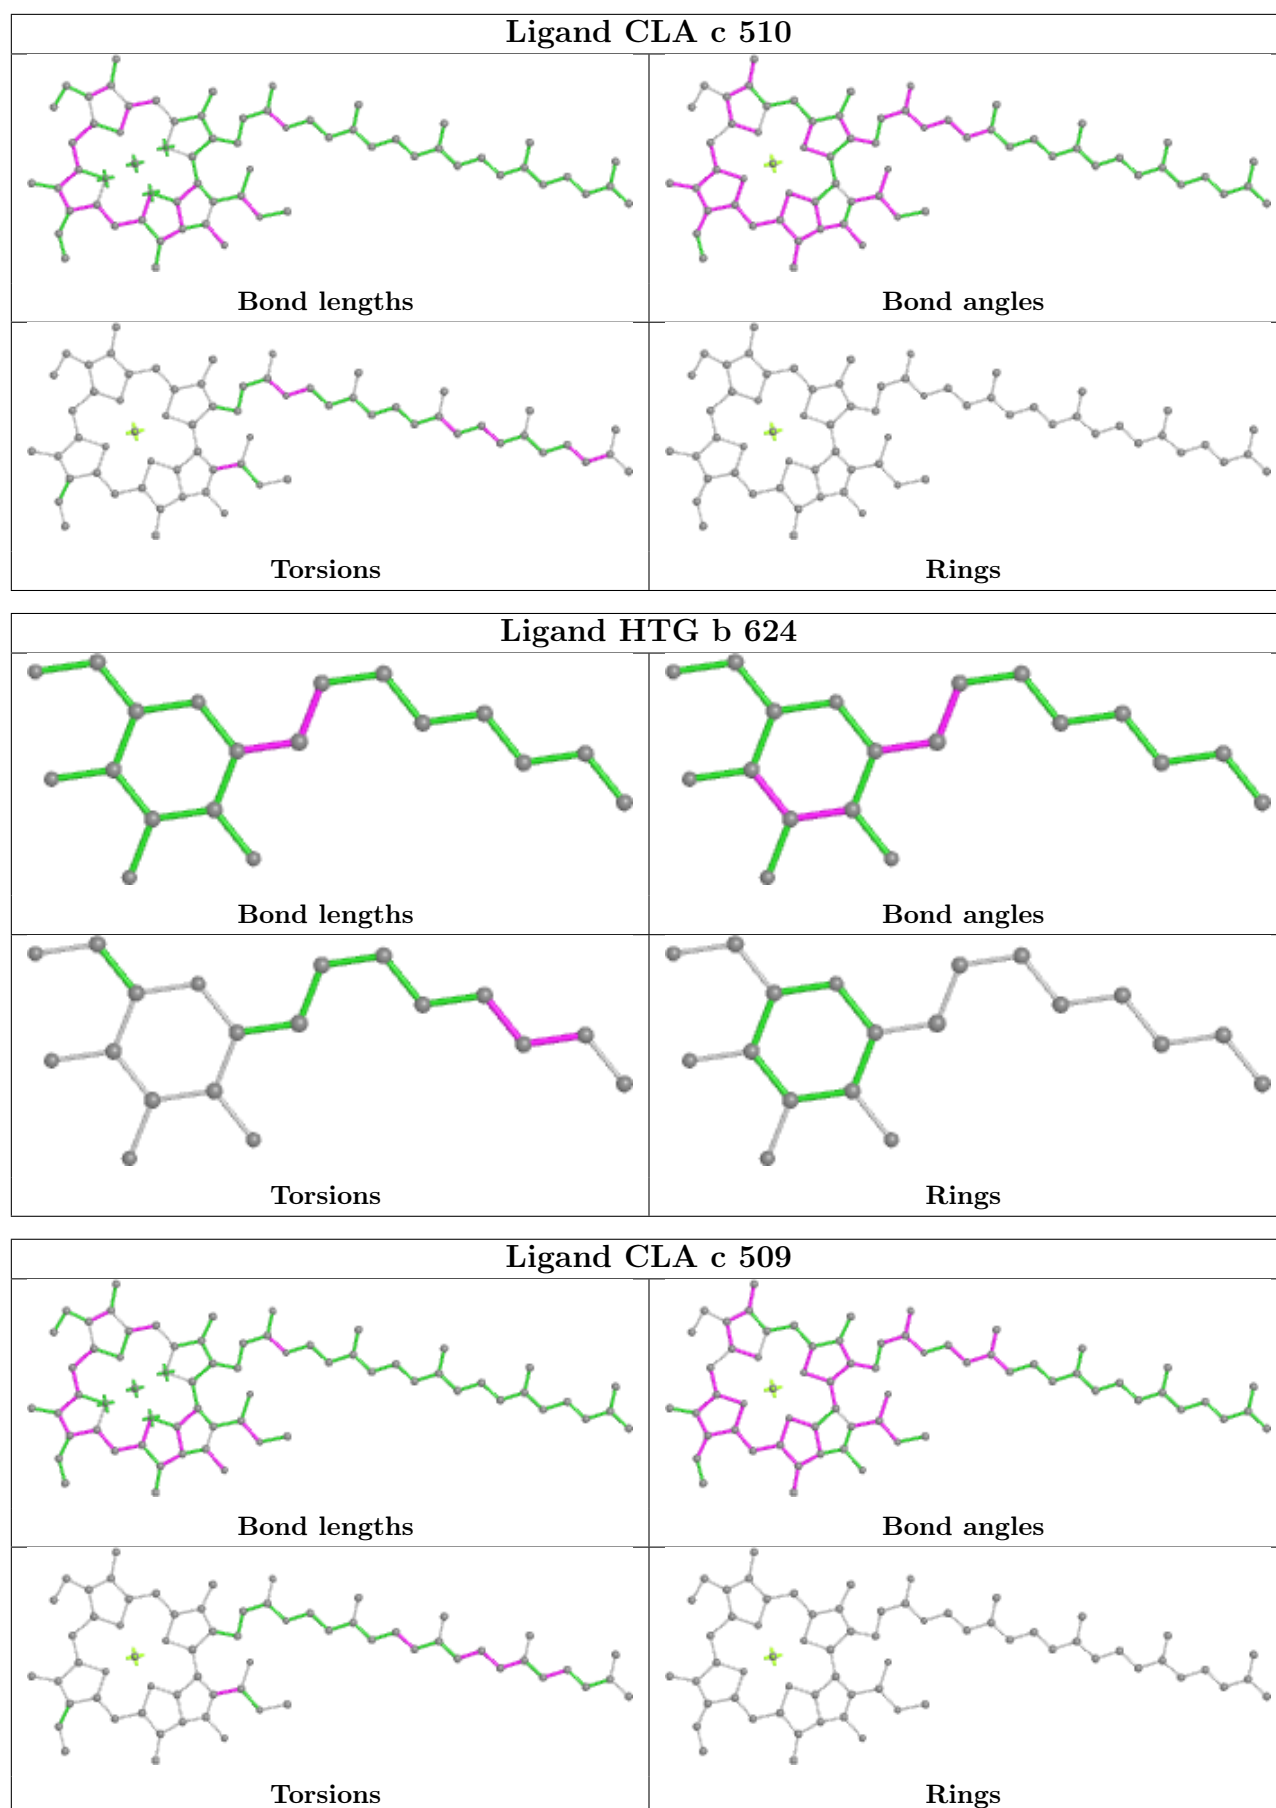 Ligand CLA c 510
Bond lengths
Bond angles
Torsions
Rings
Ligand HTG b 624
Bond lengths
Bond angles
Torsions
Rings
Ligand CLA c 509
Bond lengths
Bond angles
Torsions
Rings